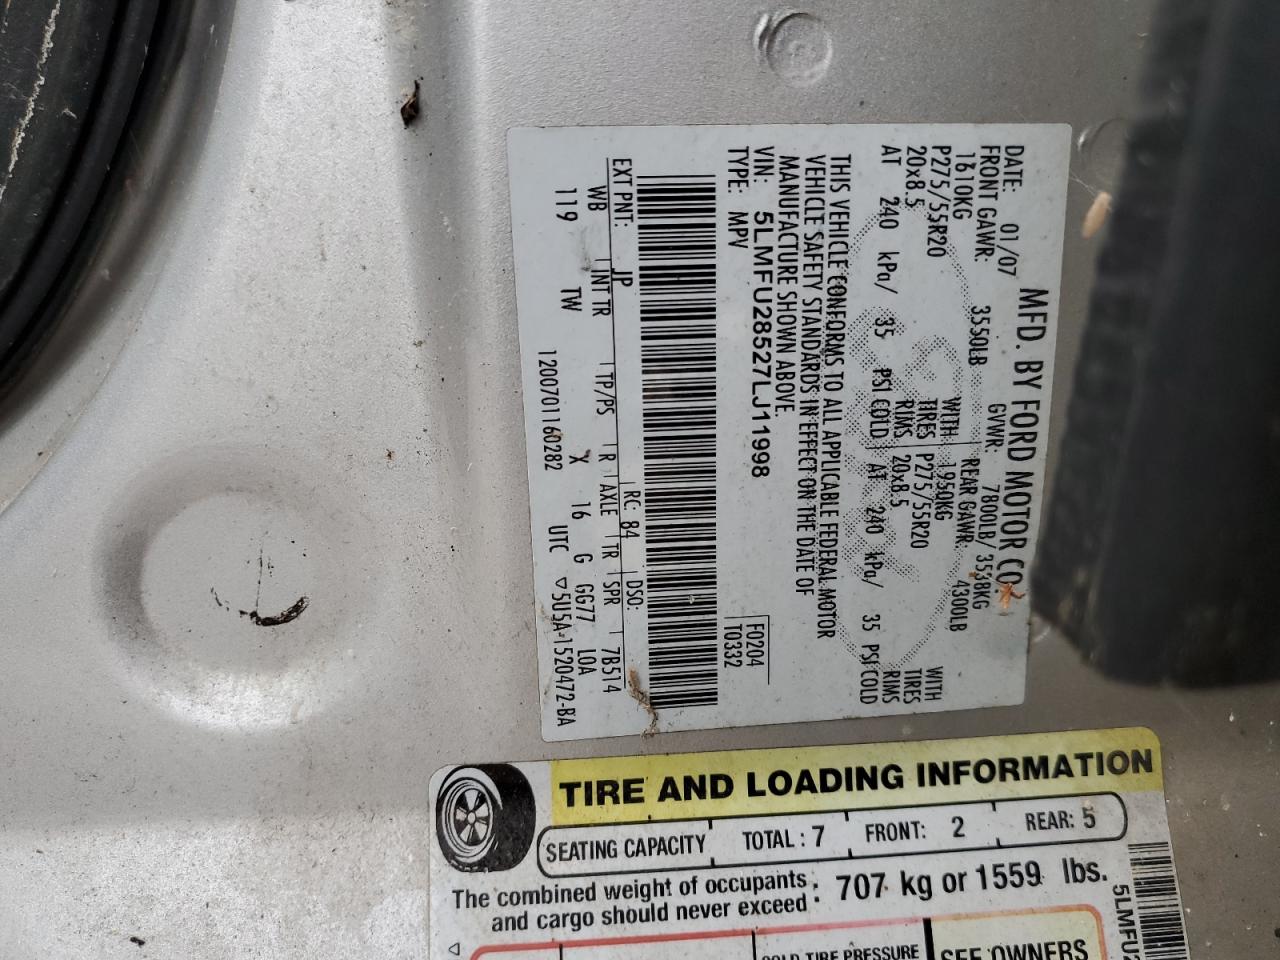 MFD. BY FORD MOTOR CO.
DATE: 01/07 GVWR: 7800LB/ 3538KG
FRONT GAWR: 3550LB REAR GAWR: 4300LB
1610KG WITH 1950KG WITH
P275/55R20 TIRES P275/55R20 TIRES
20x8.5 RIMS 20x8.5 RIMS
AT 240 kPa/ 35 PSI COLD AT 240 kPa/ 35 PSI COLD
THIS VEHICLE CONFORMS TO ALL APPLICABLE FEDERAL MOTOR
VEHICLE SAFETY STANDARDS IN EFFECT ON THE DATE OF
MANUFACTURE SHOWN ABOVE.
VIN: 5LMFU28527LJ11998 F0204
TYPE: MPV T0332
EXT PNT: JP RC: 84 DSO:
WB INT TR TP/PS R AXLE TR SPR 7B514
119 TW X 16 G GG77 LOA
1200701160282 UTC ▽5U5A-1520472-BA
TIRE AND LOADING INFORMATION
SEATING CAPACITY TOTAL : 7 FRONT: 2 REAR: 5
The combined weight of occupants : 707 kg or 1559 lbs.
and cargo should never exceed :
TIRE PRESSURE
SEE OWNERS
5LMFU2